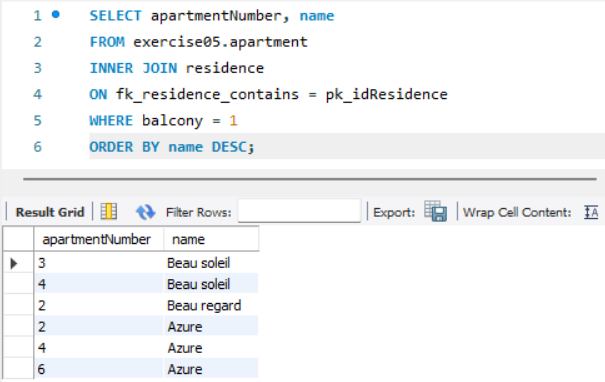 1 SELECT apartmentNumber, name
2 FROM exercise05.apartment
3 INNER JOIN residence
4 ON fk_residence_contains = pk_idResidence
5 WHERE balcony = 1
6 ORDER BY name DESC;
Result Grid Filter Rows: Export: Wrap Cell Content: IA
apartmentNumber name
3 Beau soleil
4 Beau soleil
2 Beau regard
2 Azure
4 Azure
6 Azure